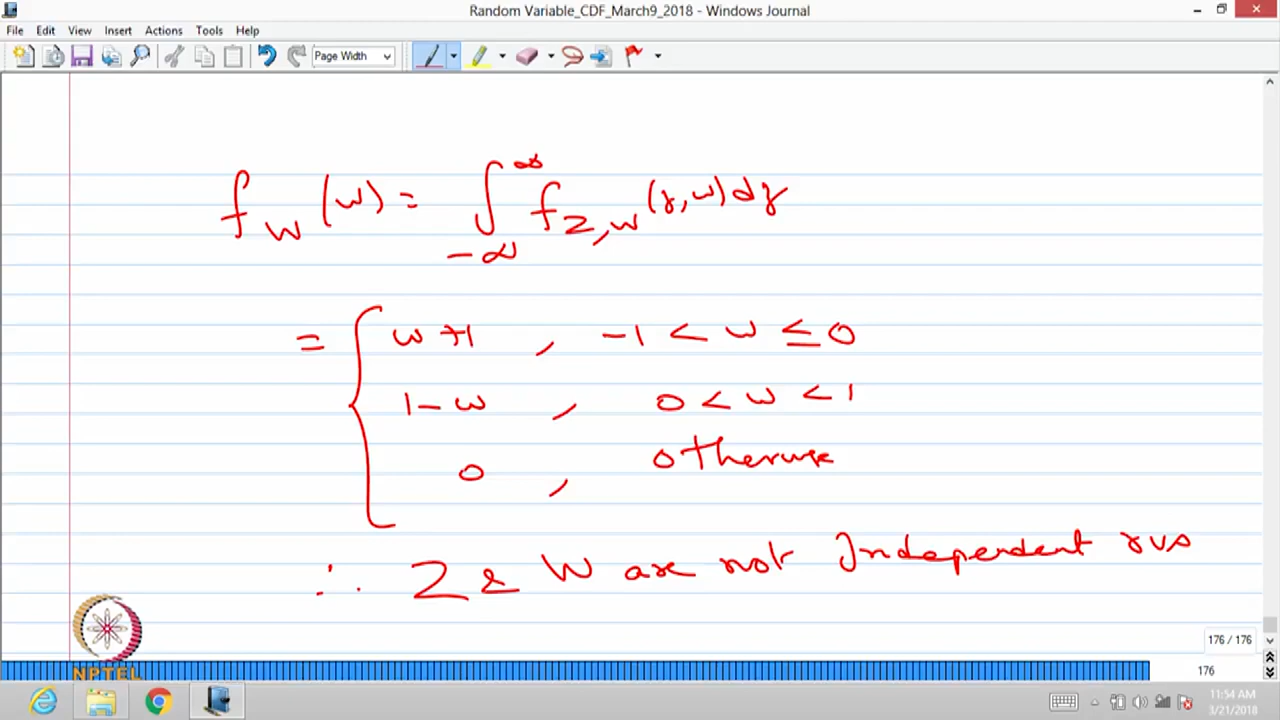 Random Variable_CDF_March9_2018 - Windows Journal
File Edit View Insert Actions Tools Help
Page Width
f_W(w) = ∫_{-∞}^{∞} f_{Z,W}(z,w) dz
= { w+1 , -1 < w ≤ 0
1-w , 0 < w < 1
0 , otherwise
∴ Z & W are not Independent rvs
176 / 176
NPTEL
176
11:54 AM
3/21/2018